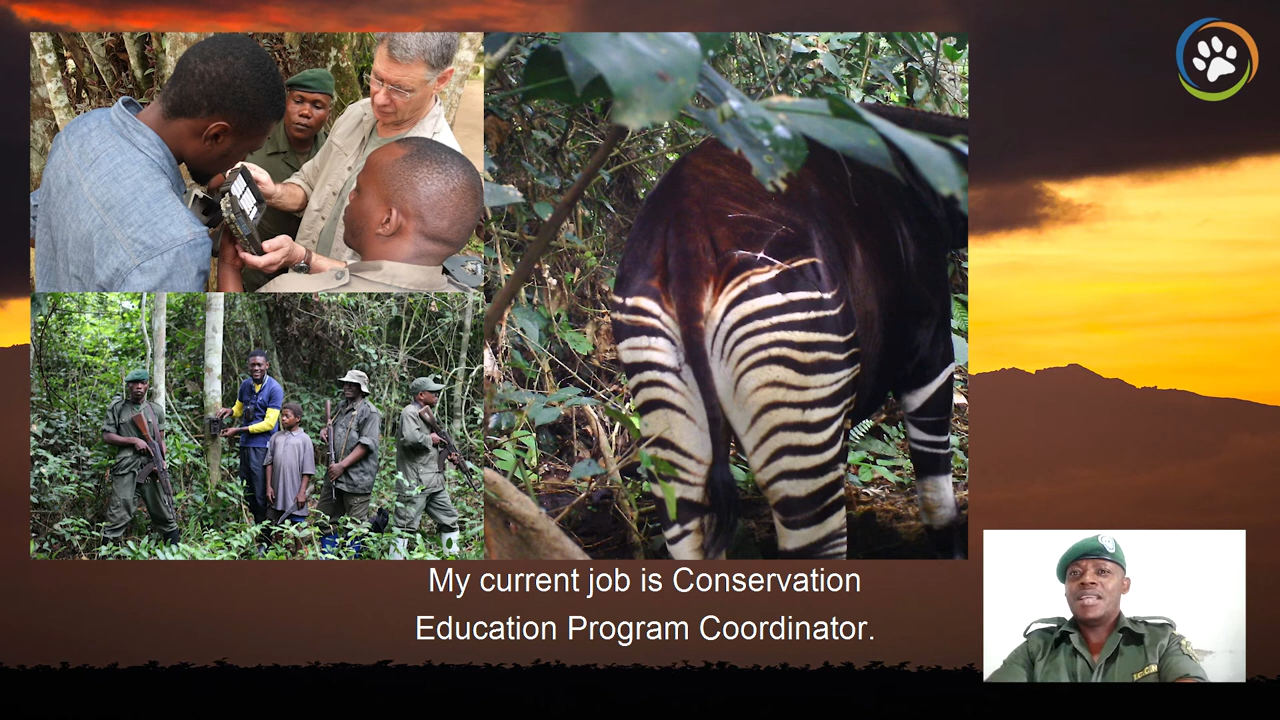 My current job is Conservation
Education Program Coordinator.
I.C.C.N